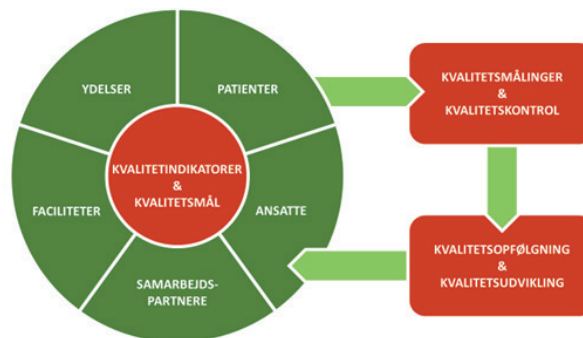 YDELSER
PATIENTER
KVALITETINDIKATORER
&
KVALITETSMÅL
FACILITETER
ANSATTE
SAMARBEJDS-
PARTNERE
KVALITETSMÅLINGER
&
KVALITETSKONTROL
KVALITETSOPFØLGNING
&
KVALITETSUDVIKLING